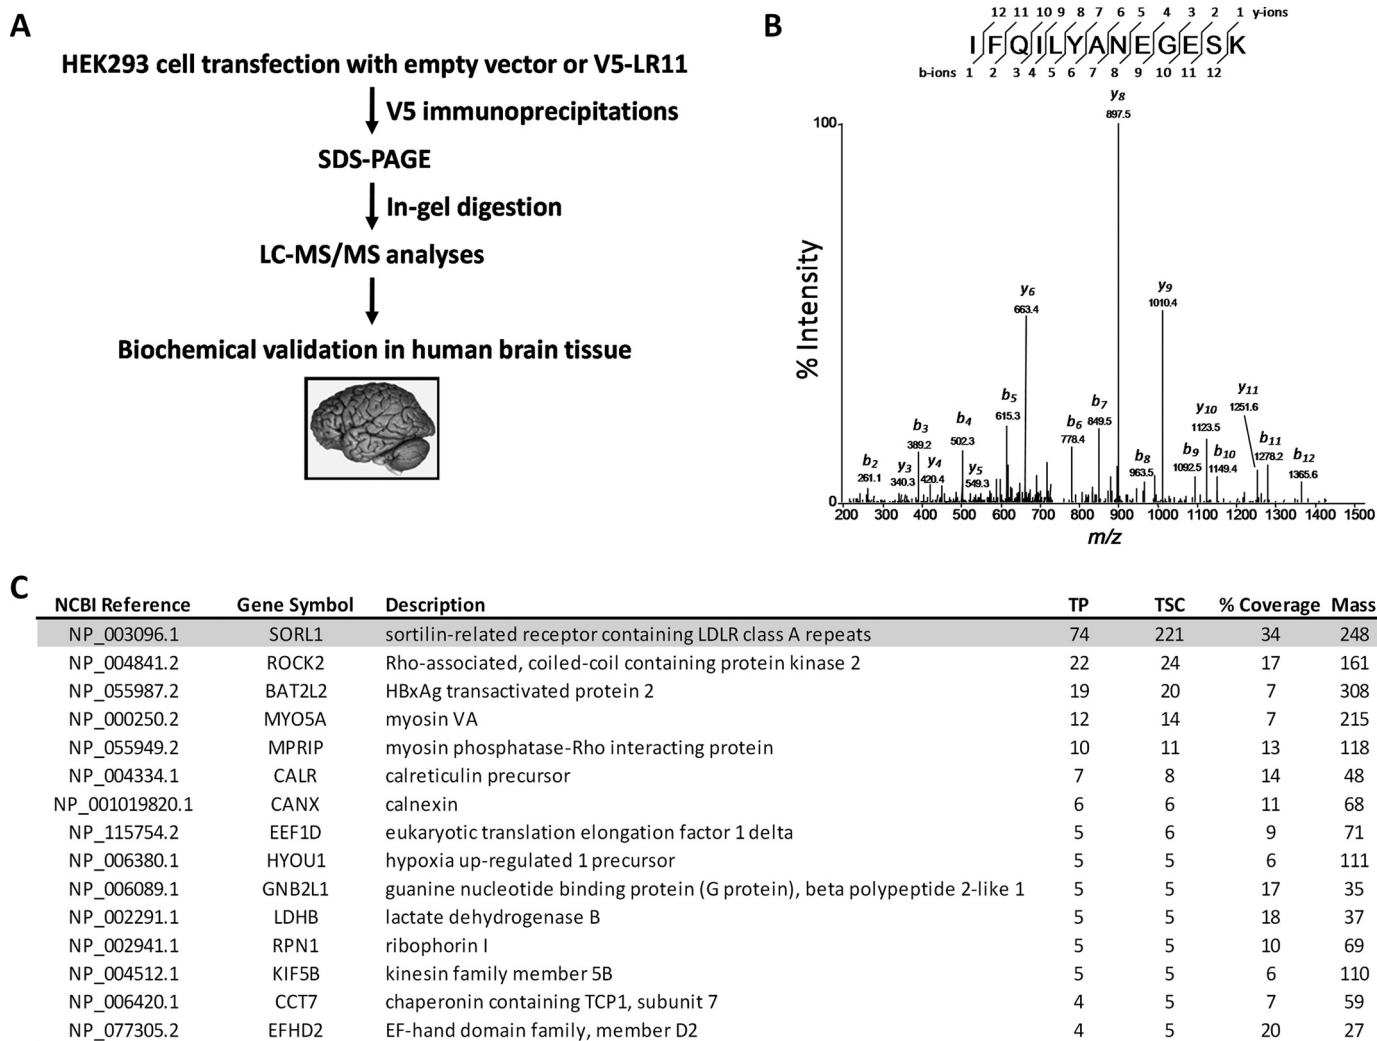 A
HEK293 cell transfection with empty vector or V5-LR11
V5 immunoprecipitations
SDS-PAGE
In-gel digestion
LC-MS/MS analyses
Biochemical validation in human brain tissue
B
12 11 10 9 8 7 6 5 4 3 2 1 y-ions
IFQILYANEGESK
b-ions 1 2 3 4 5 6 7 8 9 10 11 12
% Intensity
100
0
b2
261.1
y3
340.3
b3
389.2
y4
420.4
b4
502.3
y5
549.3
b5
615.3
y6
663.4
b6
778.4
b7
849.5
y8
897.5
b8
963.5
y9
1010.4
b9
1092.5
y10
1123.5
b10
1149.4
y11
1251.6
b11
1278.2
b12
1365.6
200 300 400 500 600 700 800 900 1000 1100 1200 1300 1400 1500
m/z
C
NCBI Reference Gene Symbol Description TP TSC % Coverage Mass
NP_003096.1 SORL1 sortilin-related receptor containing LDLR class A repeats 74 221 34 248
NP_004841.2 ROCK2 Rho-associated, coiled-coil containing protein kinase 2 22 24 17 161
NP_055987.2 BAT2L2 HBxAg transactivated protein 2 19 20 7 308
NP_000250.2 MYO5A myosin VA 12 14 7 215
NP_055949.2 MPRIP myosin phosphatase-Rho interacting protein 10 11 13 118
NP_004334.1 CALR calreticulin precursor 7 8 14 48
NP_001019820.1 CANX calnexin 6 6 11 68
NP_115754.2 EEF1D eukaryotic translation elongation factor 1 delta 5 6 9 71
NP_006380.1 HYOU1 hypoxia up-regulated 1 precursor 5 5 6 111
NP_006089.1 GNB2L1 guanine nucleotide binding protein (G protein), beta polypeptide 2-like 1 5 5 17 35
NP_002291.1 LDHB lactate dehydrogenase B 5 5 18 37
NP_002941.1 RPN1 ribophorin I 5 5 10 69
NP_004512.1 KIF5B kinesin family member 5B 5 5 6 110
NP_006420.1 CCT7 chaperonin containing TCP1, subunit 7 4 5 7 59
NP_077305.2 EFHD2 EF-hand domain family, member D2 4 5 20 27